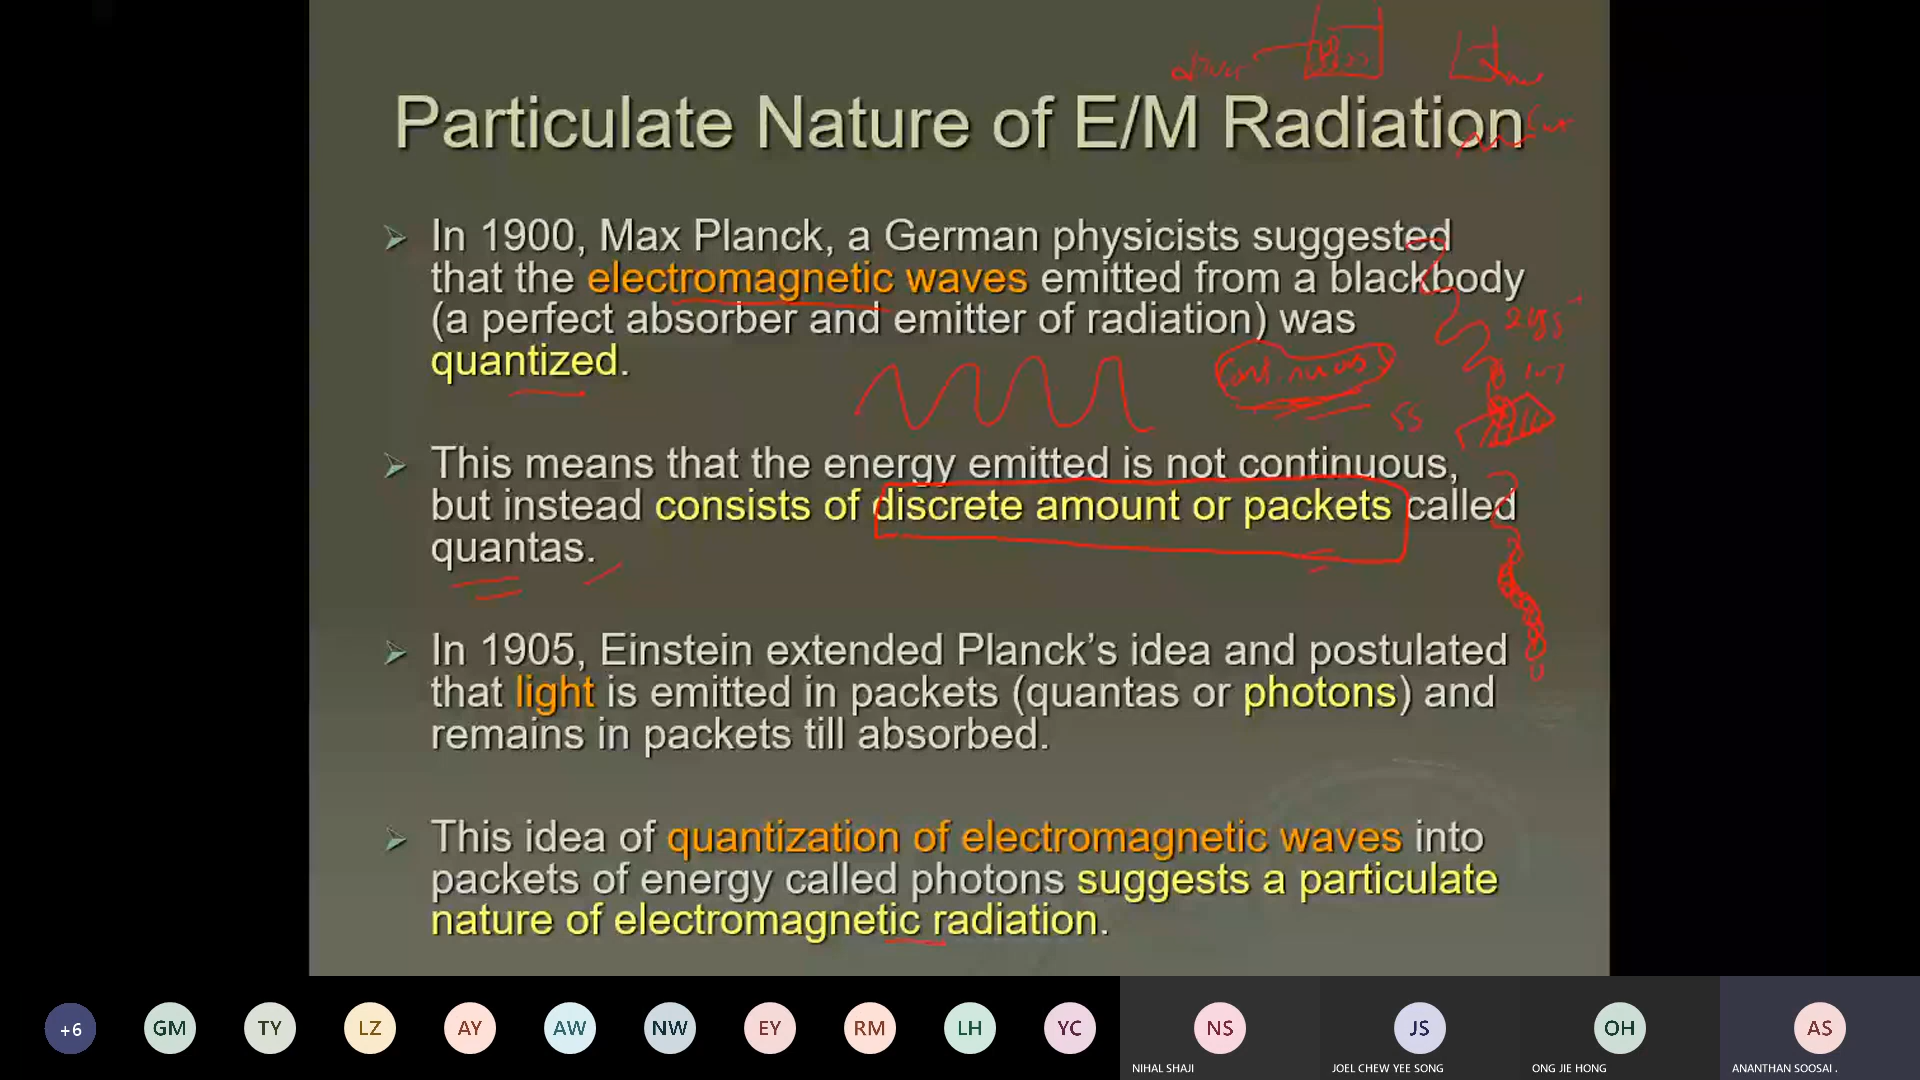 Particulate Nature of E/M Radiation
In 1900, Max Planck, a German physicists suggested
that the electromagnetic waves emitted from a blackbody
(a perfect absorber and emitter of radiation) was
quantized.
continuous
This means that the energy emitted is not continuous,
but instead consists of discrete amount or packets called
quantas.
In 1905, Einstein extended Planck’s idea and postulated
that light is emitted in packets (quantas or photons) and
remains in packets till absorbed.
This idea of quantization of electromagnetic waves into
packets of energy called photons suggests a particulate
nature of electromagnetic radiation.
+6 GM TY LZ AY AW NW EY RM LH YC NS JS OH AS
NIHAL SHAJI JOEL CHEW YEE SONG ONG JIE HONG ANANTHAN SOOSAI .